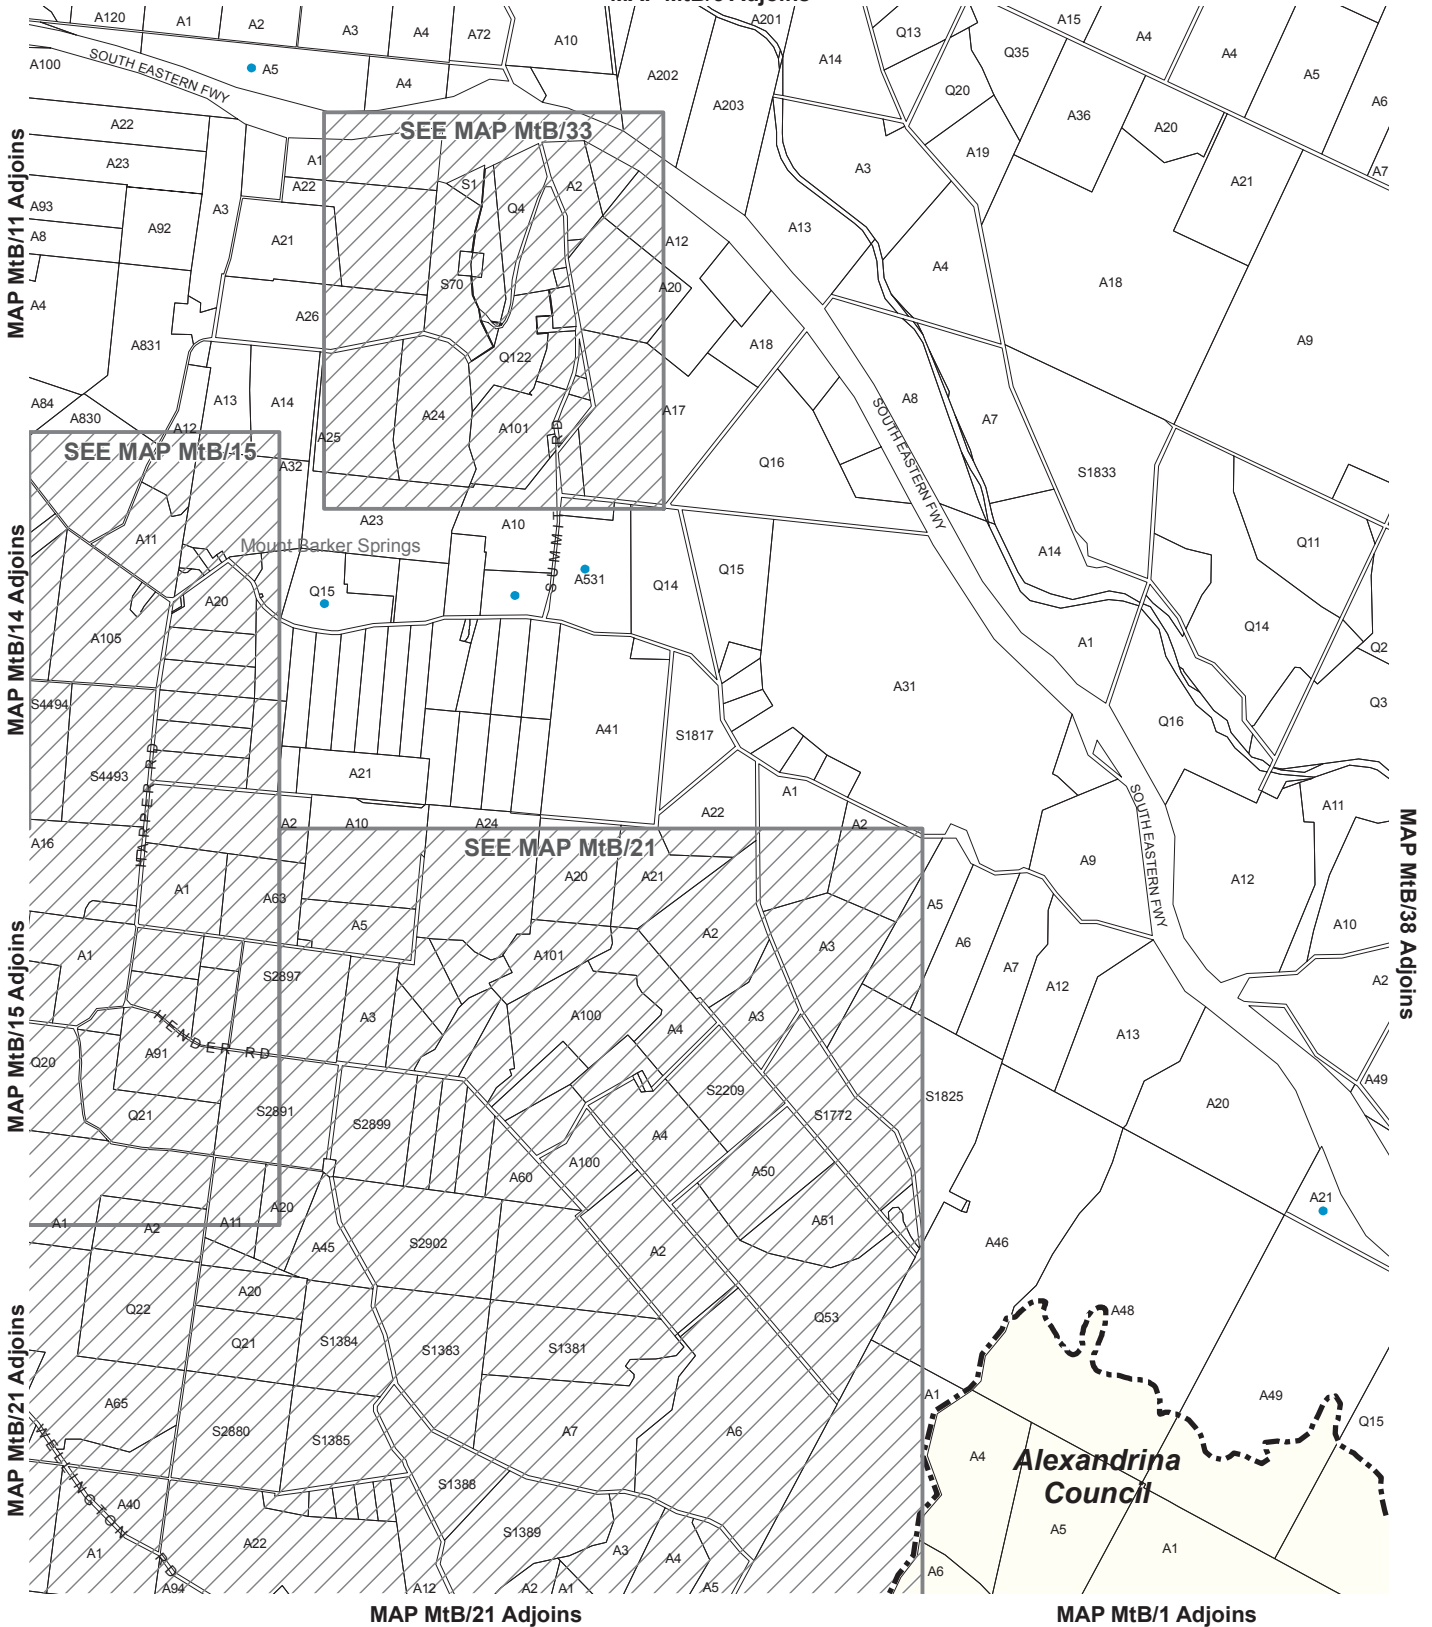 A120
A1
A2
A3
A4
A72
A10
A201
A14
Q13
Q35
A15
A4
A4
A5
A6
A7
A100
SOUTH EASTERN FWY
A5
A4
A202
A203
Q20
A36
A20
A19
A21
A22
A23
A1
A22
SEE MAP MtB/33
S1
Q4
A2
A3
A93
A8
A92
A3
A21
A12
A13
A4
A18
A4
A26
S70
A20
A9
A831
Q122
A18
A84
A830
A13
A14
A24
A101
A17
A8
A7
A12
A25
RD
SOUTH EASTERN FWY
SEE MAP MtB/15
A32
Q16
S1833
A23
A10
SUMMIT
A11
Mount Barker Springs
Q15
A531
Q14
Q15
A14
Q11
A20
A105
A1
Q14
Q2
S4494
A31
Q3
A41
S1817
Q16
S4493
A21
HARPER RD
A1
A22
SOUTH EASTERN FWY
A11
A16
A2
A10
A24
A2
SEE MAP MtB/21
A1
A63
A5
A20
A21
A9
A12
A5
A10
A1
S2897
A101
A2
A3
A6
A7
A12
A2
A3
A100
A4
A3
A13
HENDER RD
Q20
A91
Q21
S2891
S2899
S2209
S1772
S1825
A20
A49
A4
A60
A100
A50
A21
A1
A2
A11
A20
A45
S2902
A2
A51
A46
Q22
A20
Q21
S1384
S1383
S1381
Q53
A48
A65
S2880
S1385
A7
A6
A1
A49
Q15
WELLINGTON RD
A40
S1388
A4
Alexandrina
Council
A22
S1389
A3
A4
A5
A1
A1
A94
A12
A2
A1
A5
A6
MAP MtB/11 Adjoins
MAP MtB/14 Adjoins
MAP MtB/15 Adjoins
MAP MtB/21 Adjoins
MAP MtB/38 Adjoins
MAP MtB/21 Adjoins
MAP MtB/1 Adjoins